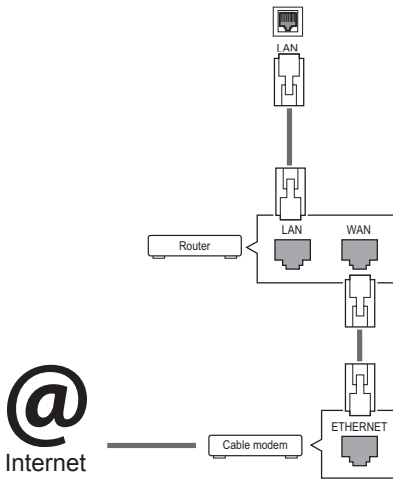 LAN
LAN WAN
Router
ETHERNET
@
Internet
Cable modem